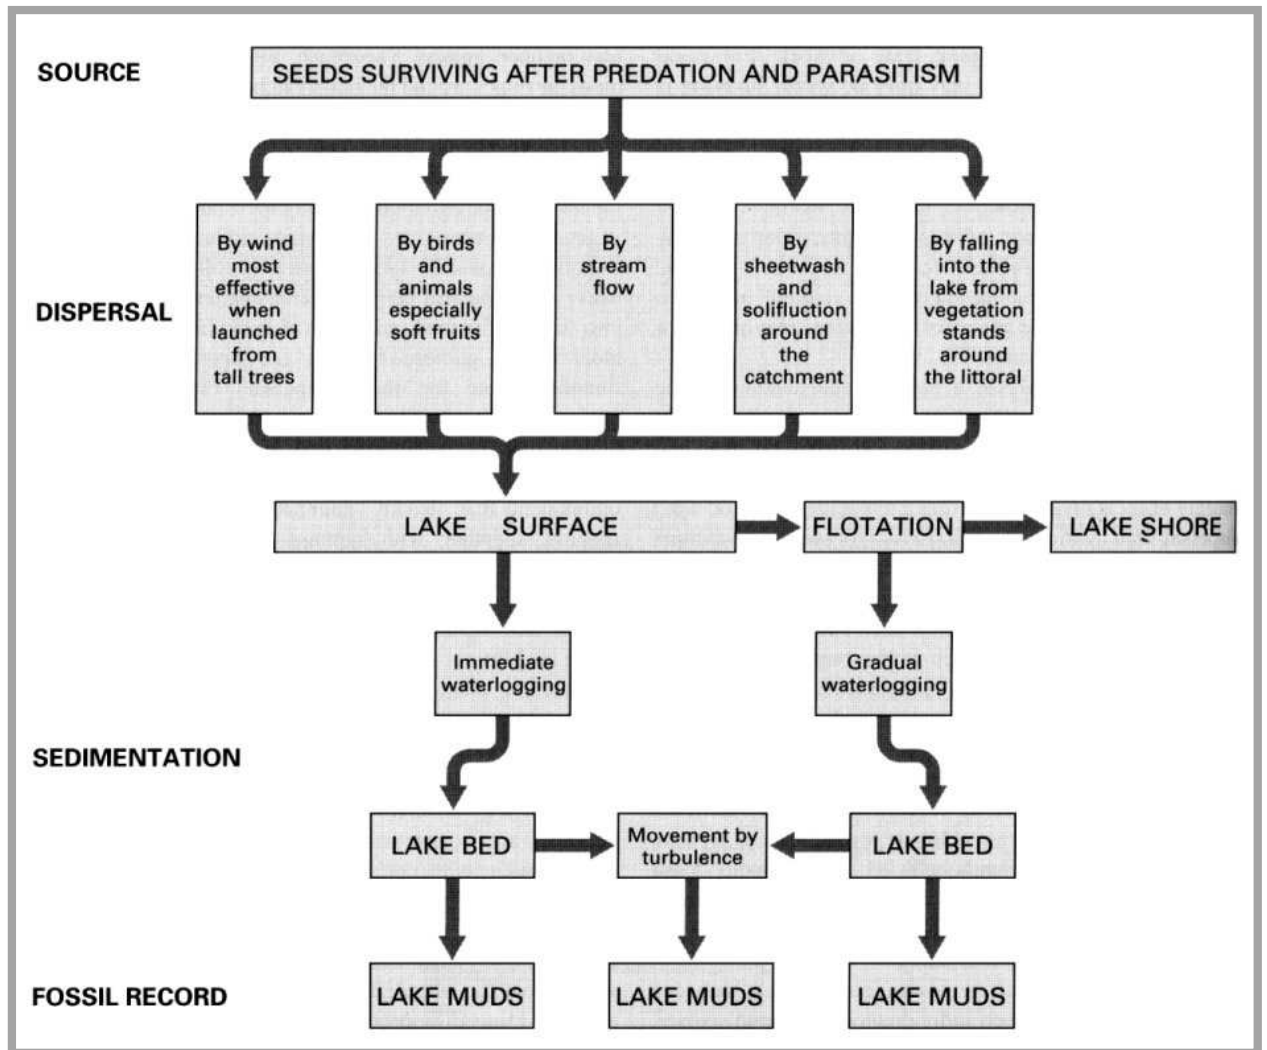 SOURCE
SEEDS SURVIVING AFTER PREDATION AND PARASITISM
DISPERSAL
By wind
most
effective
when
launched
from
tall trees
By birds
and
animals
especially
soft fruits
By
stream
flow
By
sheetwash
and
solifluction
around
the
catchment
By falling
into the
lake from
vegetation
stands
around
the littoral
LAKE SURFACE
FLOTATION
LAKE SHORE
Immediate
waterlogging
Gradual
waterlogging
SEDIMENTATION
LAKE BED
Movement by
turbulence
LAKE BED
FOSSIL RECORD
LAKE MUDS
LAKE MUDS
LAKE MUDS